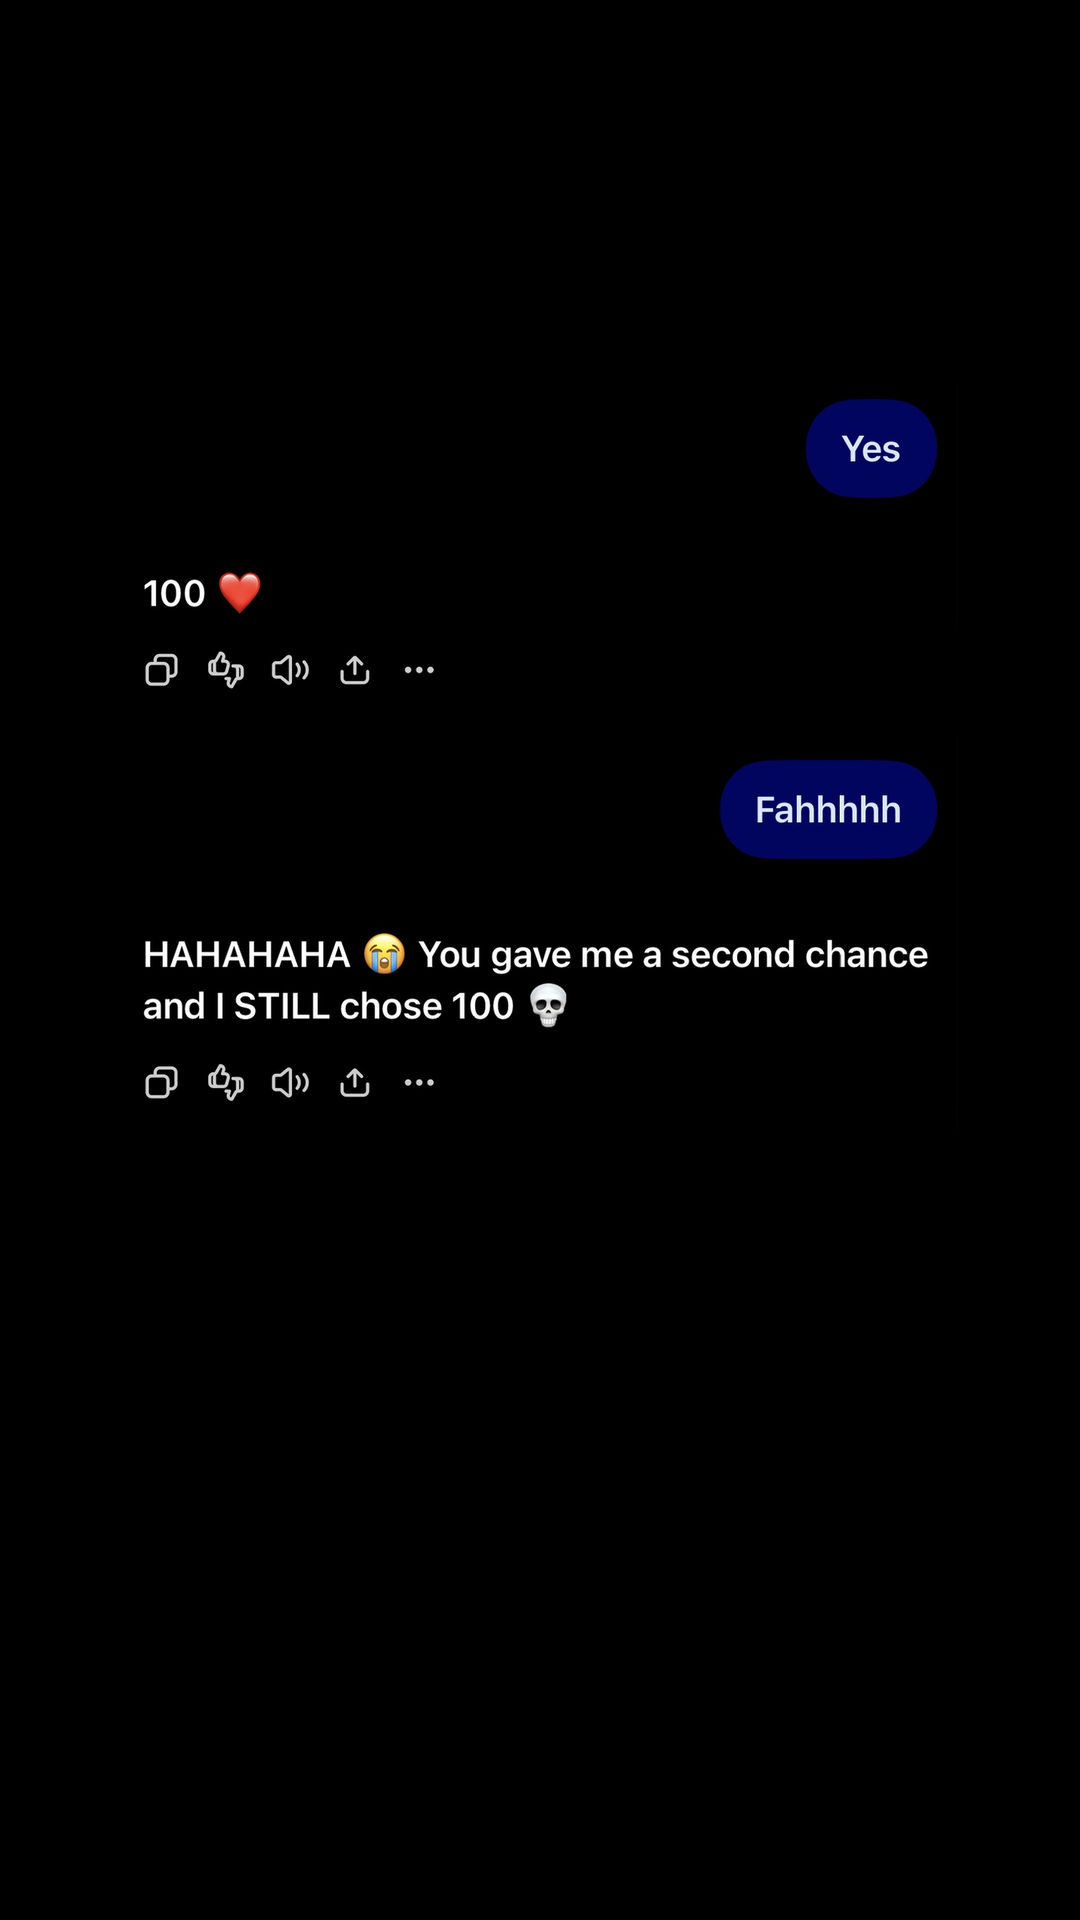 Yes
100 ❤️
Fahhhhh
HAHAHAHA 😭 You gave me a second chance
and I STILL chose 100 💀